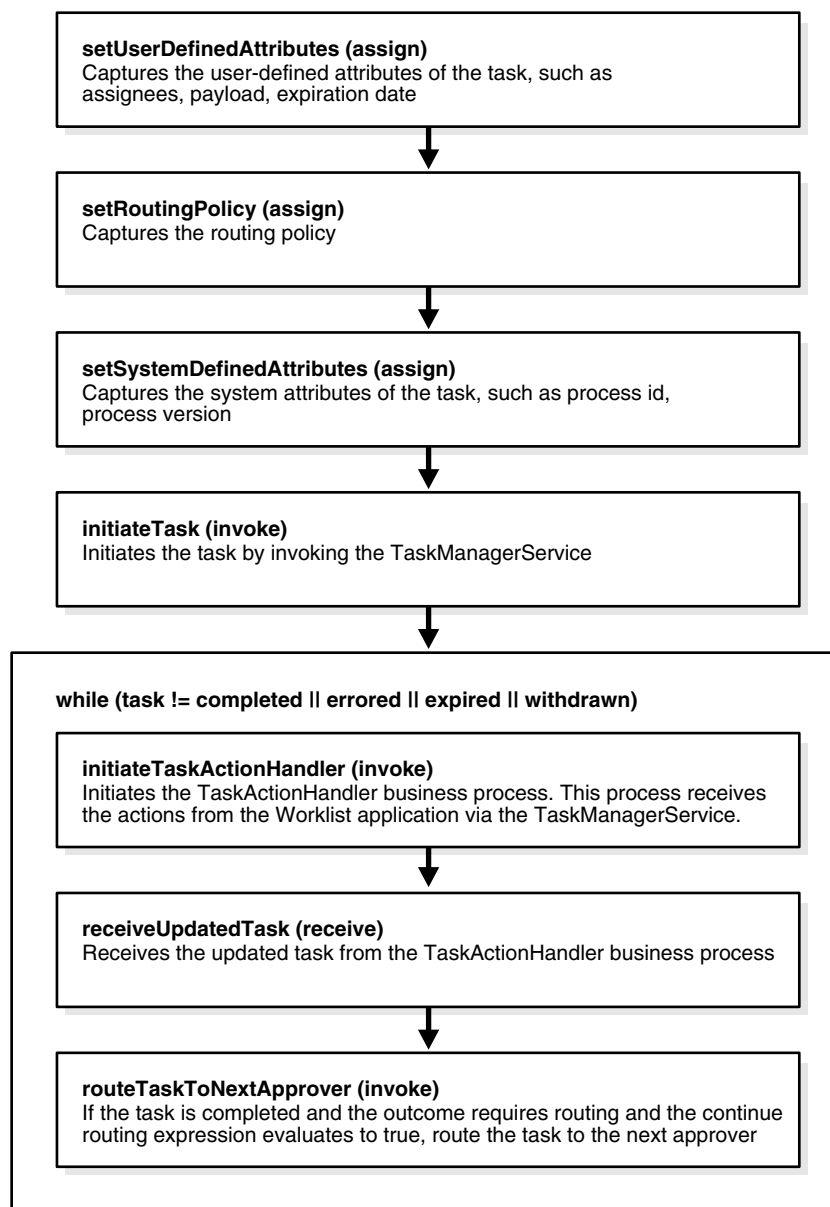 setUserDefinedAttributes (assign)
Captures the user-defined attributes of the task, such as
assignees, payload, expiration date
setRoutingPolicy (assign)
Captures the routing policy
setSystemDefinedAttributes (assign)
Captures the system attributes of the task, such as process id,
process version
initiateTask (invoke)
Initiates the task by invoking the TaskManagerService
while (task != completed || errored || expired || withdrawn)
initiateTaskActionHandler (invoke)
Initiates the TaskActionHandler business process. This process receives
the actions from the Worklist application via the TaskManagerService.
receiveUpdatedTask (receive)
Receives the updated task from the TaskActionHandler business process
routeTaskToNextApprover (invoke)
If the task is completed and the outcome requires routing and the continue
routing expression evaluates to true, route the task to the next approver